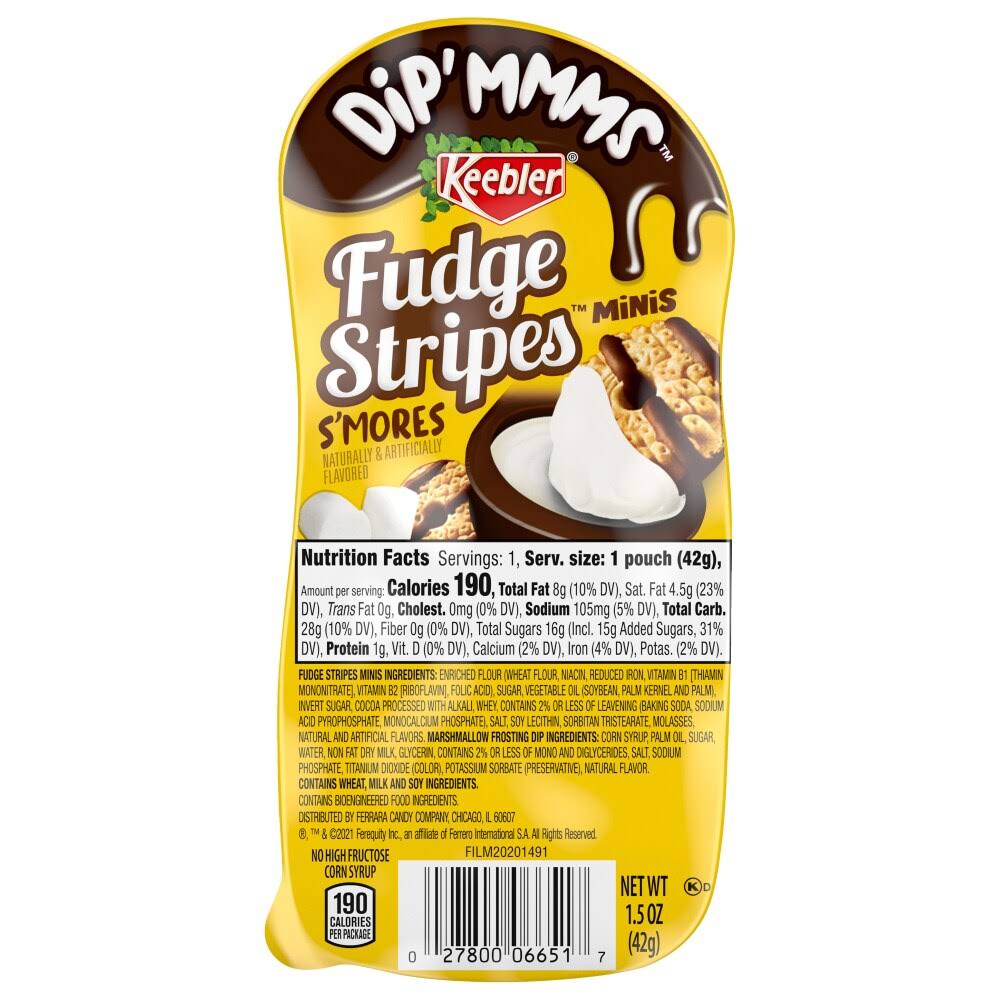 DiP'MMMS™
Keebler®
Fudge
Stripes™ MiNiS
S'MORES
NATURALLY & ARTIFICIALLY
FLAVORED
Nutrition Facts Servings: 1, Serv. size: 1 pouch (42g),
Amount per serving: Calories 190, Total Fat 8g (10% DV), Sat. Fat 4.5g (23%
DV), Trans Fat 0g, Cholest. 0mg (0% DV), Sodium 105mg (5% DV), Total Carb.
28g (10% DV), Fiber 0g (0% DV), Total Sugars 16g (Incl. 15g Added Sugars, 31%
DV), Protein 1g, Vit. D (0% DV), Calcium (2% DV), Iron (4% DV), Potas. (2% DV).
FUDGE STRIPES MINIS INGREDIENTS: ENRICHED FLOUR (WHEAT FLOUR, NIACIN, REDUCED IRON, VITAMIN B1 [THIAMIN
MONONITRATE], VITAMIN B2 [RIBOFLAVIN], FOLIC ACID), SUGAR, VEGETABLE OIL (SOYBEAN, PALM KERNEL AND PALM),
INVERT SUGAR, COCOA PROCESSED WITH ALKALI, WHEY, CONTAINS 2% OR LESS OF LEAVENING (BAKING SODA, SODIUM
ACID PYROPHOSPHATE, MONOCALCIUM PHOSPHATE), SALT, SOY LECITHIN, SORBITAN TRISTEARATE, MOLASSES,
NATURAL AND ARTIFICIAL FLAVORS. MARSHMALLOW FROSTING DIP INGREDIENTS: CORN SYRUP, PALM OIL, SUGAR,
WATER, NON FAT DRY MILK, GLYCERIN, CONTAINS 2% OR LESS OF MONO AND DIGLYCERIDES, SALT, SODIUM
PHOSPHATE, TITANIUM DIOXIDE (COLOR), POTASSIUM SORBATE (PRESERVATIVE), NATURAL FLAVOR.
CONTAINS WHEAT, MILK AND SOY INGREDIENTS.
CONTAINS BIOENGINEERED FOOD INGREDIENTS.
DISTRIBUTED BY FERRARA CANDY COMPANY, CHICAGO, IL 60607
®, ™ & ©2021 Ferequity Inc., an affiliate of Ferrero International S.A. All Rights Reserved.
FILM20201491
NO HIGH FRUCTOSE
CORN SYRUP
190
CALORIES
PER PACKAGE
0 27800 06651 7
NET WT
1.5 OZ
(42g)
K D